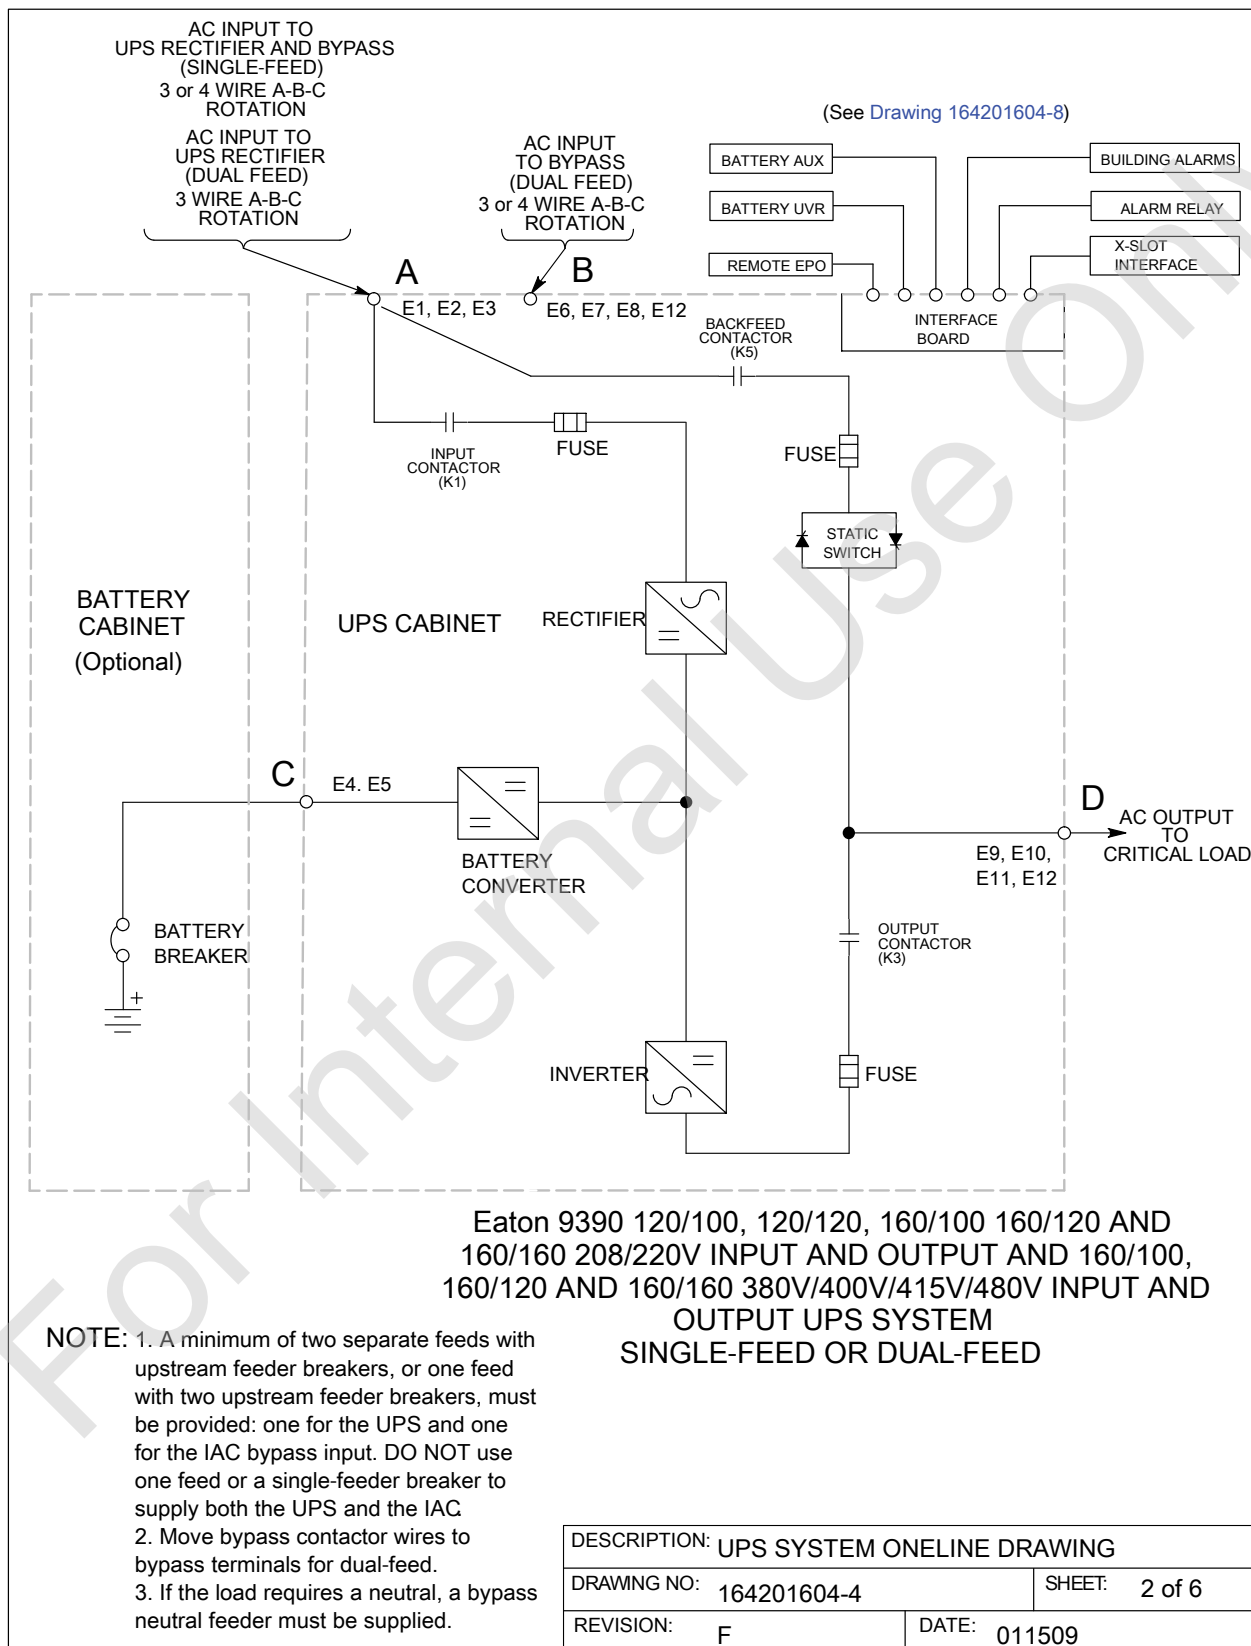 AC INPUT TO
UPS RECTIFIER AND BYPASS
(SINGLE-FEED)
3 or 4 WIRE A-B-C
ROTATION
AC INPUT TO
UPS RECTIFIER
(DUAL FEED)
3 WIRE A-B-C
ROTATION
AC INPUT
TO BYPASS
(DUAL FEED)
3 or 4 WIRE A-B-C
ROTATION
(See Drawing 164201604-8)
BATTERY AUX
BATTERY UVR
REMOTE EPO
BUILDING ALARMS
ALARM RELAY
X-SLOT
INTERFACE
A
E1, E2, E3
B
E6, E7, E8, E12
INTERFACE
BOARD
BACKFEED
CONTACTOR
(K5)
INPUT
CONTACTOR
(K1)
FUSE
FUSE
STATIC
SWITCH
BATTERY
CABINET
(Optional)
UPS CABINET
RECTIFIER
C
E4. E5
BATTERY
CONVERTER
D
AC OUTPUT
TO
CRITICAL LOAD
E9, E10,
E11, E12
BATTERY
BREAKER
+
OUTPUT
CONTACTOR
(K3)
INVERTER
FUSE
Eaton 9390 120/100, 120/120, 160/100 160/120 AND
160/160 208/220V INPUT AND OUTPUT AND 160/100,
160/120 AND 160/160 380V/400V/415V/480V INPUT AND
OUTPUT UPS SYSTEM
SINGLE-FEED OR DUAL-FEED
NOTE: 1. A minimum of two separate feeds with
upstream feeder breakers, or one feed
with two upstream feeder breakers, must
be provided: one for the UPS and one
for the IAC bypass input. DO NOT use
one feed or a single-feeder breaker to
supply both the UPS and the IAC.
2. Move bypass contactor wires to
bypass terminals for dual-feed.
3. If the load requires a neutral, a bypass
neutral feeder must be supplied.
DESCRIPTION: UPS SYSTEM ONELINE DRAWING
DRAWING NO: 164201604-4
SHEET: 2 of 6
REVISION: F
DATE: 011509
For Internal Use Only